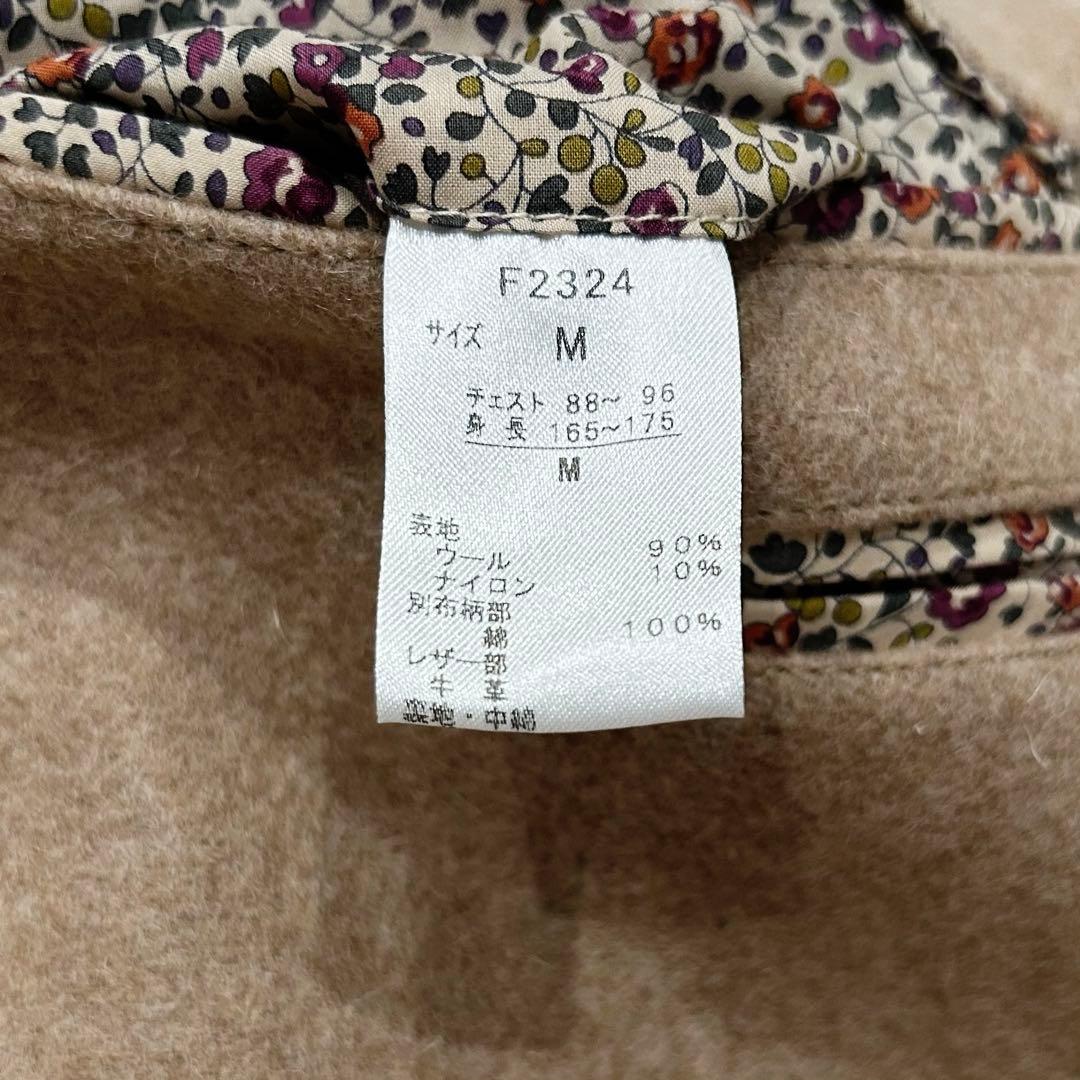 F2324
サイズ M
チェスト 88～ 96
身長 165～175
M
表地
ウール 90%
ナイロン 10%
別布柄部
綿 100%
レザー部
牛革
裏地・中綿